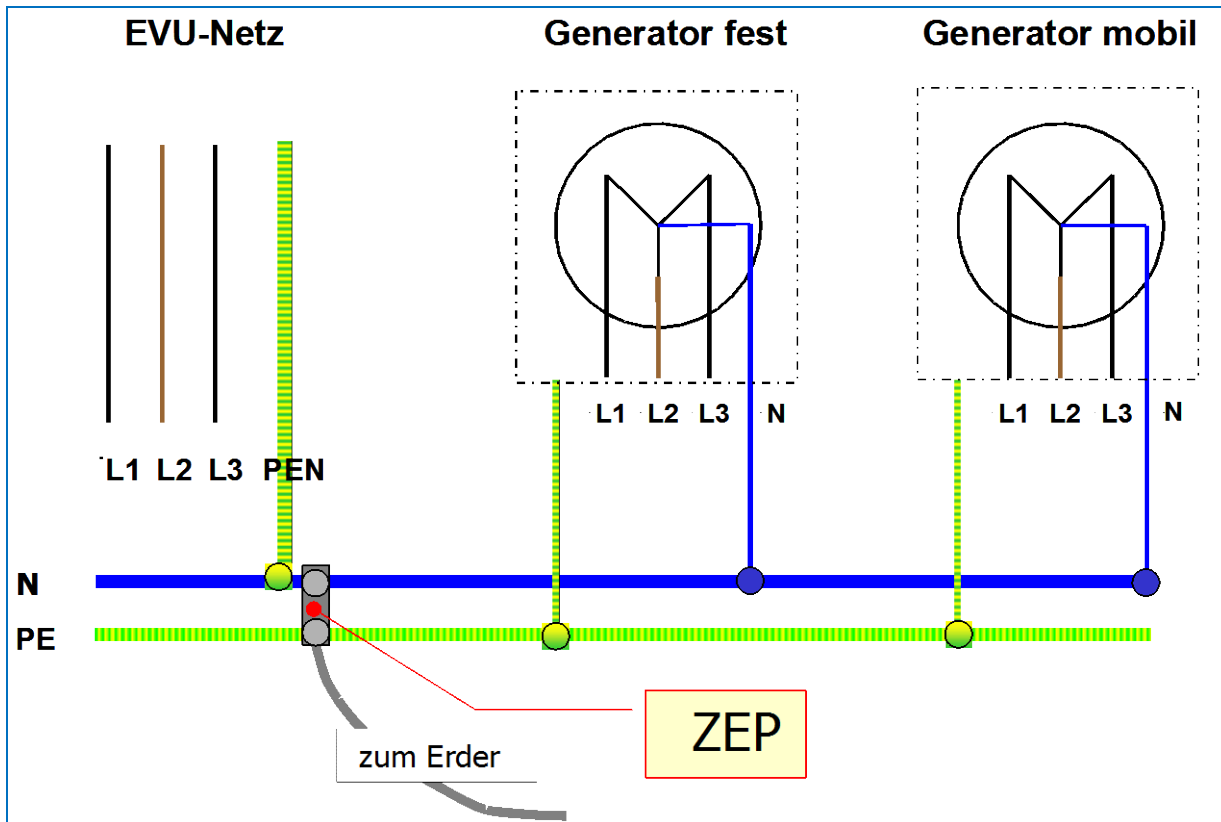 EVU-Netz
Generator fest
Generator mobil
L1 L2 L3 N
L1 L2 L3 N
L1 L2 L3 PEN
N
PE
ZEP
zum Erder